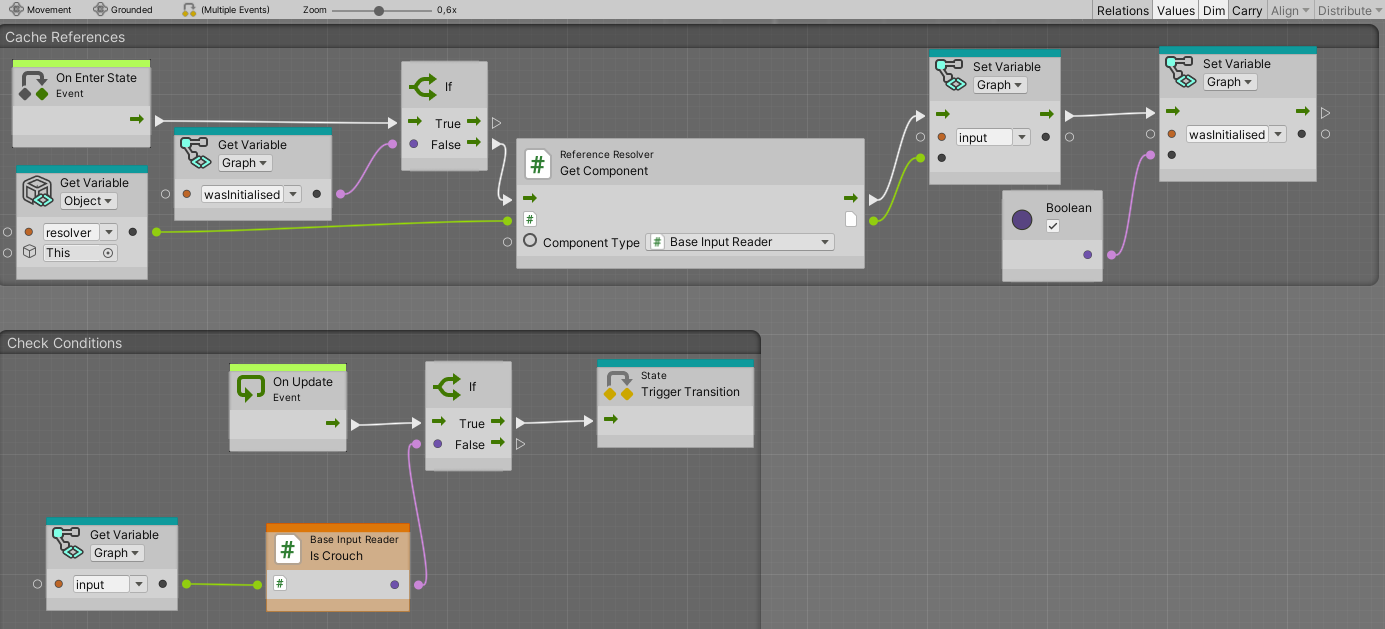 Movement
Grounded
(Multiple Events)
Zoom
0,6x
Relations
Values
Dim
Carry
Align
Distribute
Cache References
On Enter State
Event
Get Variable
Graph
wasInitialised
Get Variable
Object
resolver
This
If
True
False
Reference Resolver
Get Component
#
#
Component Type
# Base Input Reader
Set Variable
Graph
input
Set Variable
Graph
wasInitialised
Boolean
Check Conditions
On Update
Event
If
True
False
State
Trigger Transition
Get Variable
Graph
input
Base Input Reader
# Is Crouch
#